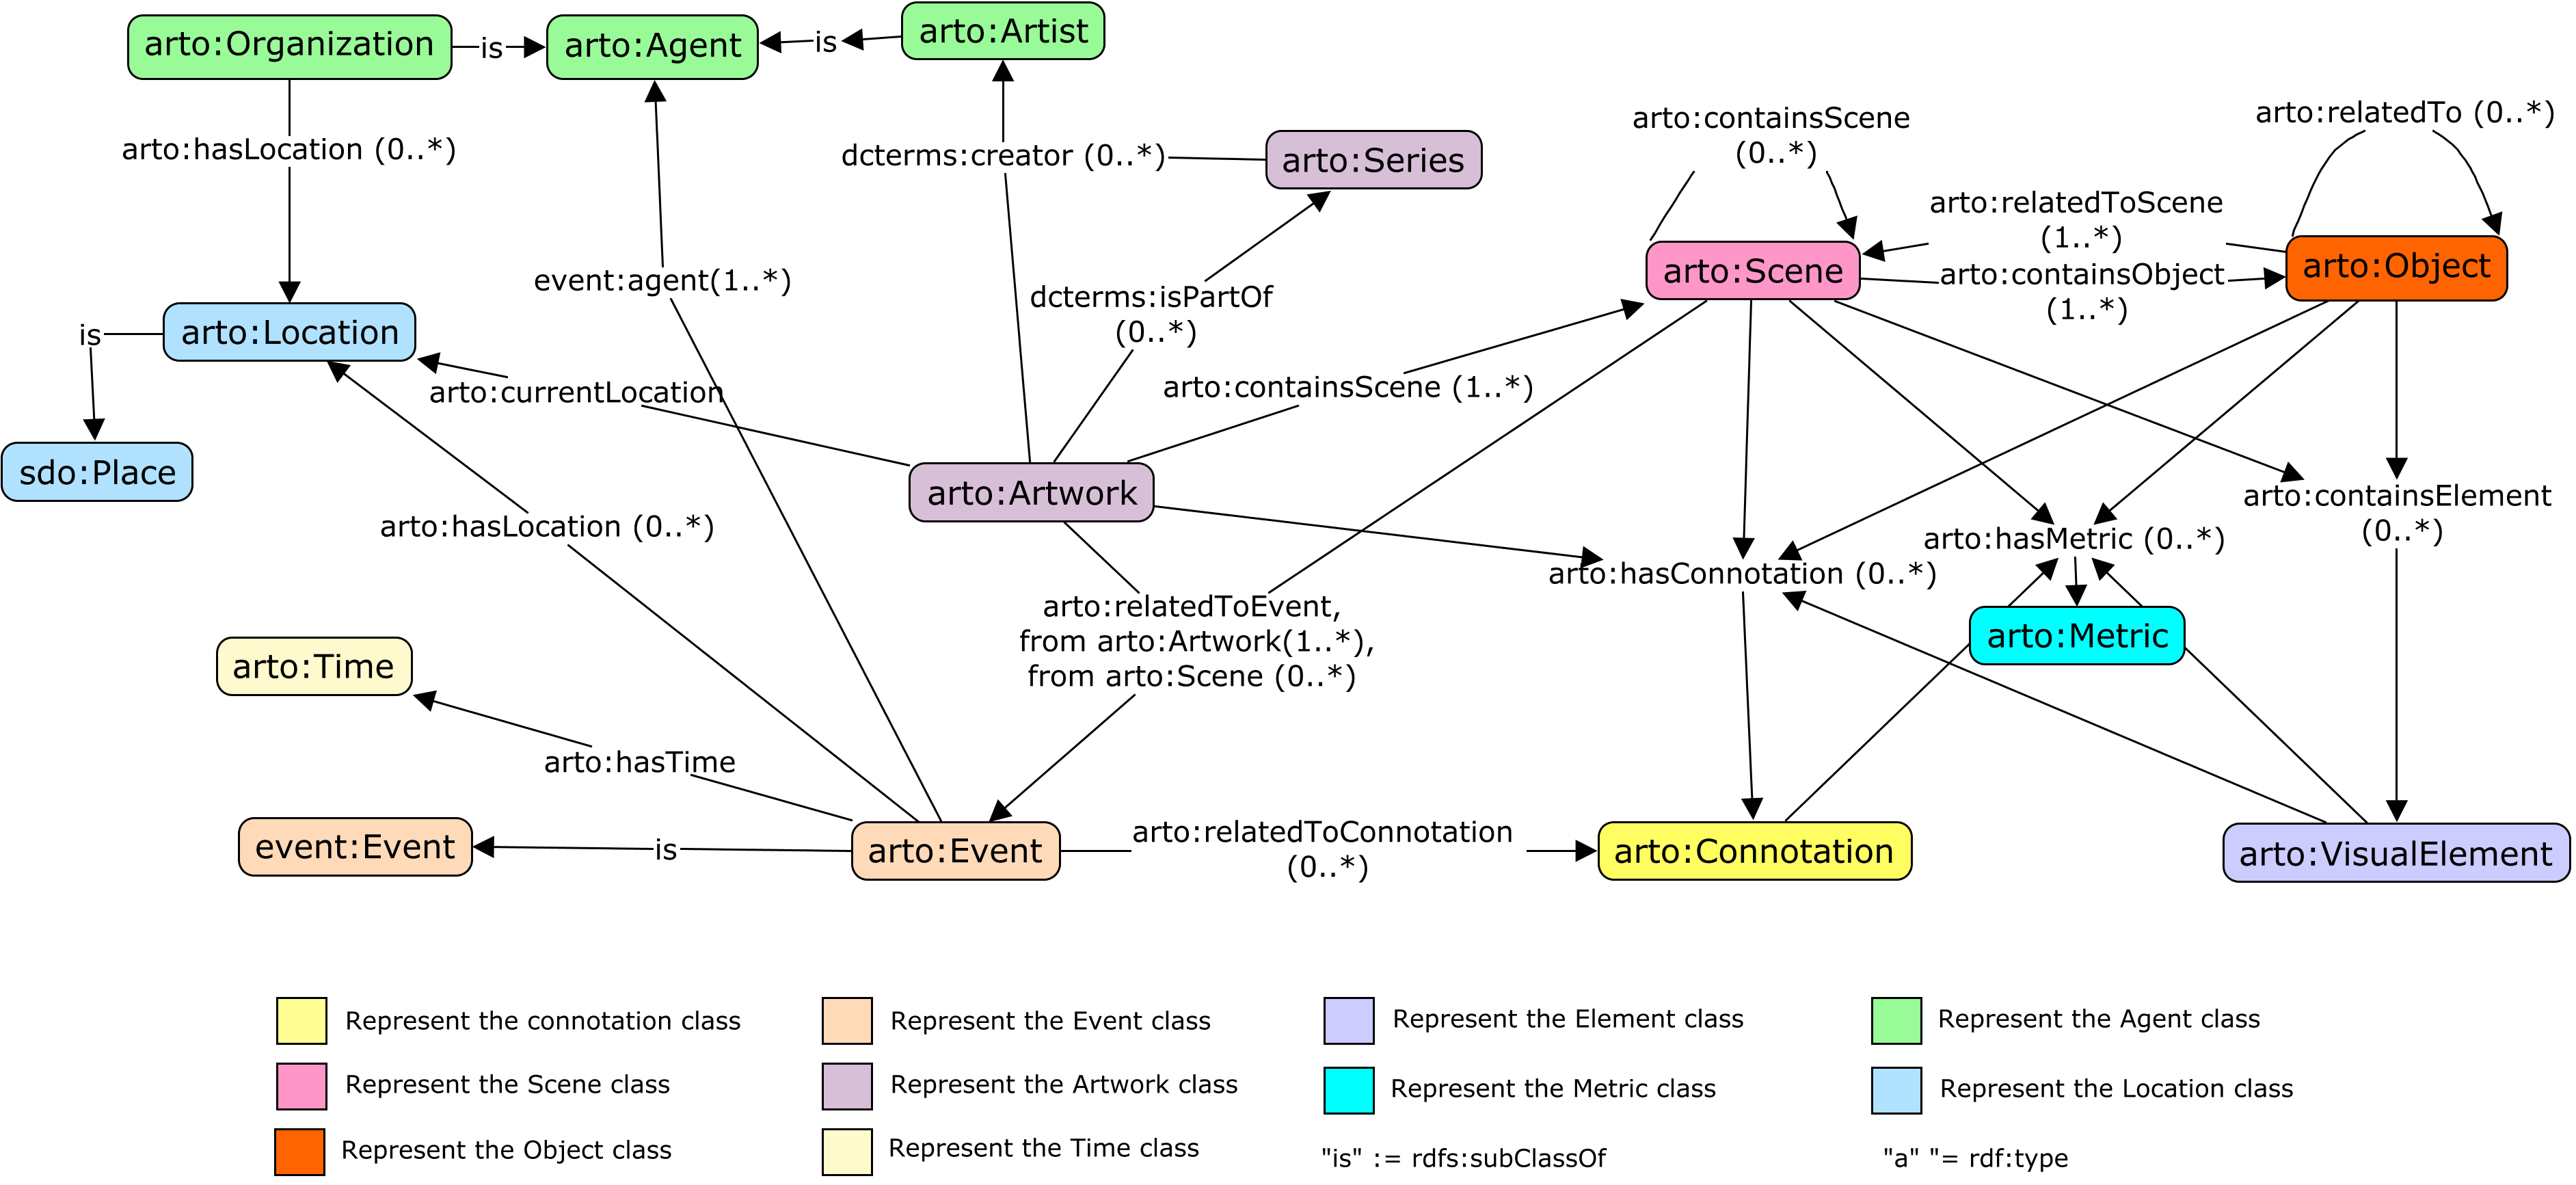 arto:Organization
is
arto:Agent
is
arto:Artist
arto:hasLocation (0..*)
dcterms:creator (0..*)
arto:Series
arto:containsScene
(0..*)
arto:relatedTo (0..*)
arto:relatedToScene
(1..*)
arto:Scene
arto:containsObject
(1..*)
arto:Object
event:agent(1..*)
dcterms:isPartOf
(0..*)
is
arto:Location
arto:currentLocation
arto:containsScene (1..*)
sdo:Place
arto:Artwork
arto:containsElement
(0..*)
arto:hasLocation (0..*)
arto:hasMetric (0..*)
arto:hasConnotation (0..*)
arto:relatedToEvent,
from arto:Artwork(1..*),
from arto:Scene (0..*)
arto:Metric
arto:Time
arto:hasTime
event:Event
is
arto:Event
arto:relatedToConnotation
(0..*)
arto:Connotation
arto:VisualElement
Represent the connotation class
Represent the Event class
Represent the Element class
Represent the Agent class
Represent the Scene class
Represent the Artwork class
Represent the Metric class
Represent the Location class
Represent the Object class
Represent the Time class
"is" := rdfs:subClassOf
"a" "= rdf:type